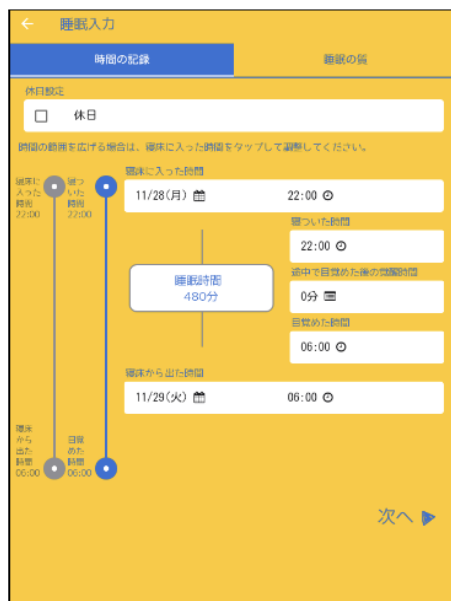 睡眠入力
時間の記録
睡眠の質
休日設定
休日
時間の範囲を広げる場合は、寝床に入った時間をタップして調整してください。
寝床に
入った
時間
22:00
寝つ
いた
時間
22:00
寝床に入った時間
11/28(月)
22:00
寝ついた時間
22:00
睡眠時間
480分
途中で目覚めた後の覚醒時間
0分
目覚めた時間
06:00
寝床から出た時間
11/29(火)
06:00
寝床
から
出た
時間
06:00
目覚
めた
時間
06:00
次へ